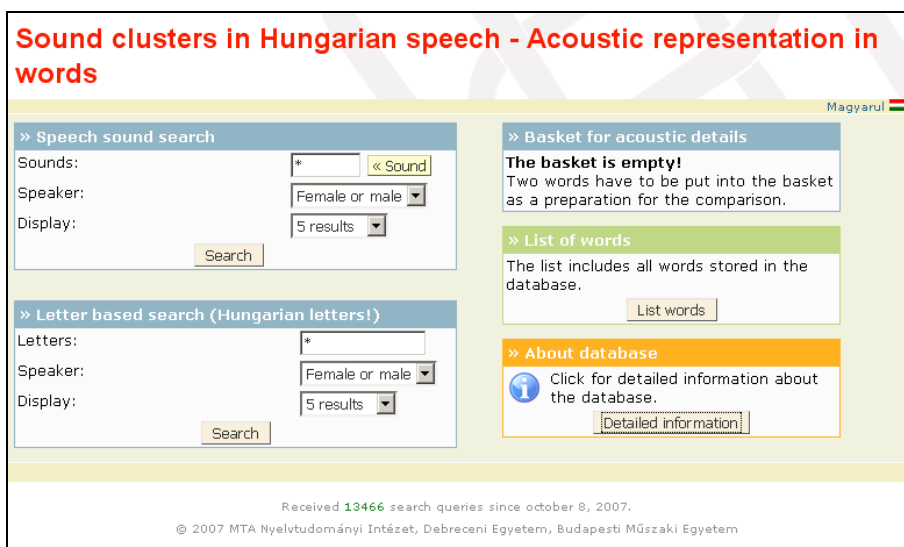 Sound clusters in Hungarian speech - Acoustic representation in
words
Magyarul
» Speech sound search
Sounds:
*
« Sound
Speaker:
Female or male
Display:
5 results
Search
» Letter based search (Hungarian letters!)
Letters:
*
Speaker:
Female or male
Display:
5 results
Search
» Basket for acoustic details
The basket is empty!
Two words have to be put into the basket
as a preparation for the comparison.
» List of words
The list includes all words stored in the
database.
List words
» About database
Click for detailed information about
the database.
Detailed information
Received 13466 search queries since october 8, 2007.
© 2007 MTA Nyelvtudományi Intézet, Debreceni Egyetem, Budapesti Műszaki Egyetem